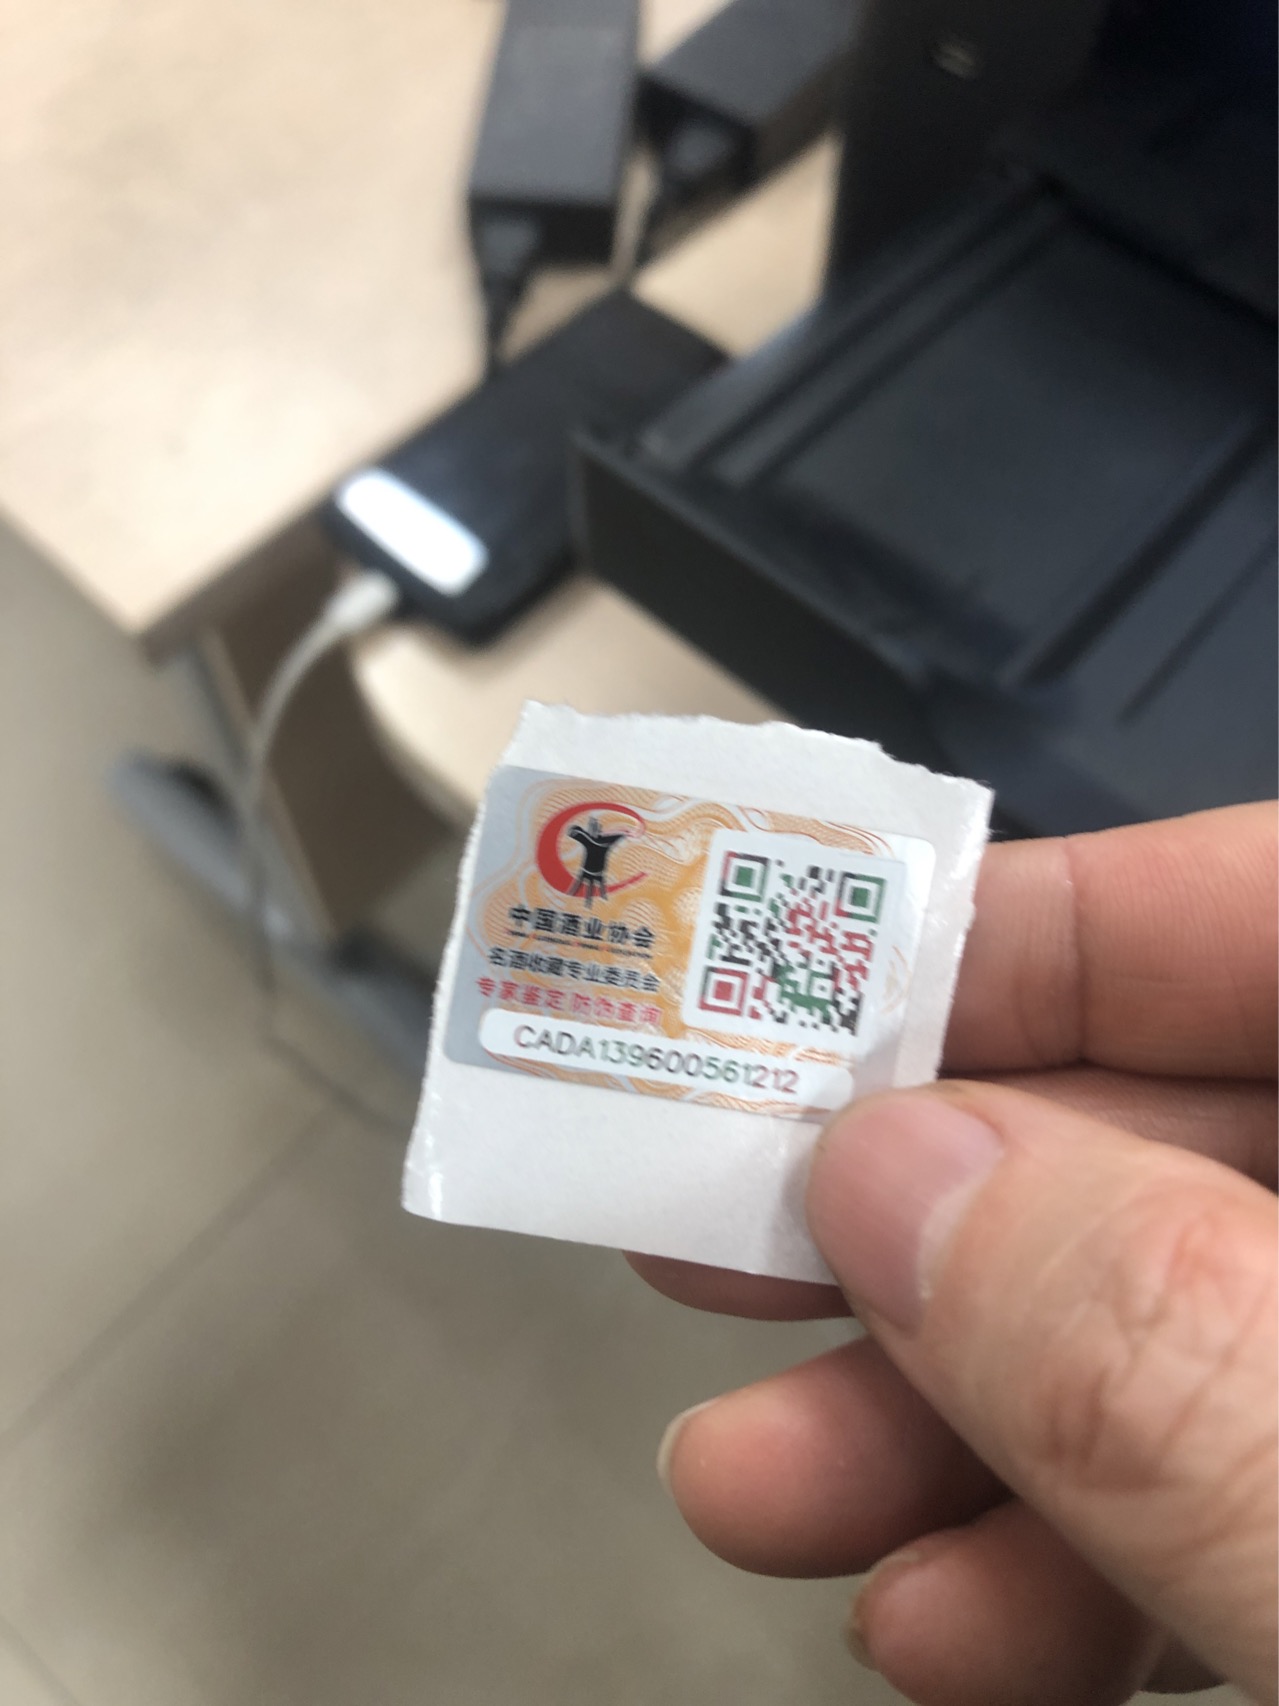 中国酒业协会
名酒收藏专业委员会
专家鉴定 防伪查询
CADA139600561212